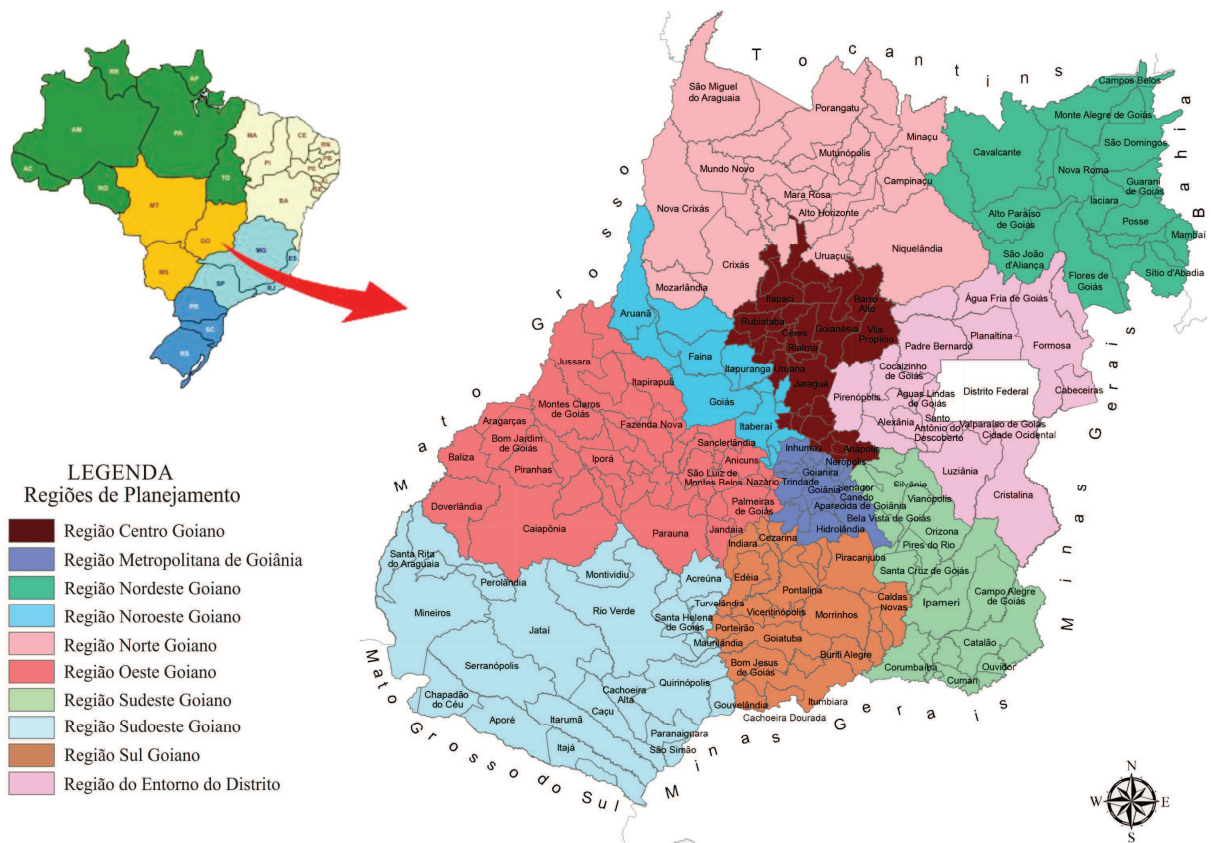 RR
AP
AM
PA
MA
CE
RN
PB
PE
PI
AC
RO
TO
BA
MT
GO
MG
ES
MS
SP
RJ
PR
SC
RS
Tocantins
Bahia
Minas Gerais
Minas Gerais
Mato Grosso do Sul
Mato Grosso
São Miguel
do Araguaia
Porangatu
Minaçu
Mutunópolis
Mundo Novo
Campinaçu
Mara Rosa
Nova Crixás
Alto Horizonte
Niquelândia
Uruaçu
Crixás
Mozarlândia
Campos Belos
Monte Alegre de Goiás
São Domingos
Cavalcante
Nova Roma
Guarani
de Goiás
Iaciara
Alto Paraíso
de Goiás
Posse
Mambaí
São João
d'Aliança
Flores de
Goiás
Sítio d'Abadia
Itapaci
Barro
Alto
Rubiataba
Ceres
Goianésia
Vila
Propício
Rialma
Uruana
Jaraguá
Anápolis
Água Fria de Goiás
Planaltina
Padre Bernardo
Formosa
Cocalzinho
de Goiás
Distrito Federal
Cabeceiras
Pirenópolis
Águas Lindas
de Goiás
Alexânia
Santo
Antônio do
Descoberto
Valparaíso de Goiás
Cidade Ocidental
Luziânia
Cristalina
Aruanã
Faina
Itapuranga
Goiás
Itaberaí
Jussara
Itapirapuã
Montes Claros
de Goiás
Fazenda Nova
Aragarças
Bom Jardim
de Goiás
Sanclerlândia
Anicuns
Baliza
Piranhas
Iporá
São Luiz de
Montes Belos
Nazário
Doverlândia
Palmeiras
de Goiás
Caiapônia
Parauna
Jandaia
Inhumas
Nerópolis
Goianira
Trindade
Goiânia
Senador
Canedo
Aparecida de Goiânia
Bela Vista de Goiás
Hidrolândia
Silvânia
Vianópolis
Orizona
Pires do Rio
Santa Cruz de Goiás
Ipameri
Campo Alegre
de Goiás
Catalão
Corumbaíba
Ouvidor
Cumari
Indiara
Cezarina
Piracanjuba
Edéia
Pontalina
Caldas
Novas
Vicentinópolis
Morrinhos
Porteirão
Goiatuba
Bom Jesus
de Goiás
Buriti Alegre
Itumbiara
Cachoeira Dourada
Santa Rita
do Araguaia
Perolândia
Montividiu
Acreúna
Mineiros
Rio Verde
Turvelândia
Jataí
Santa Helena
de Goiás
Maurilândia
Serranópolis
Quirinópolis
Chapadão
do Céu
Cachoeira
Alta
Gouvelândia
Aporé
Itarumã
Caçu
Paranaiguara
Itajá
São Simão
LEGENDA
Regiões de Planejamento
Região Centro Goiano
Região Metropolitana de Goiânia
Região Nordeste Goiano
Região Noroeste Goiano
Região Norte Goiano
Região Oeste Goiano
Região Sudeste Goiano
Região Sudoeste Goiano
Região Sul Goiano
Região do Entorno do Distrito
N
W
E
S